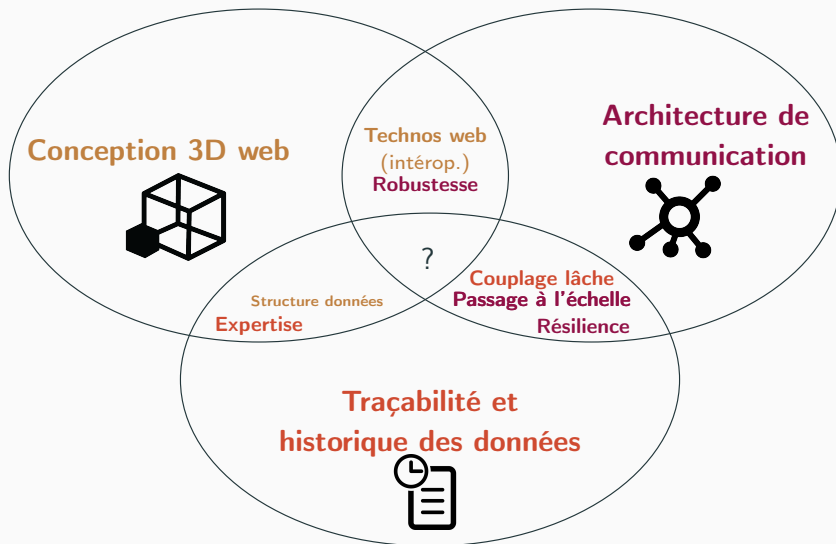 Conception 3D web
Technos web
(intérop.)
Robustesse
Architecture de
communication
?
Structure données
Expertise
Couplage lâche
Passage à l'échelle
Résilience
Traçabilité et
historique des données